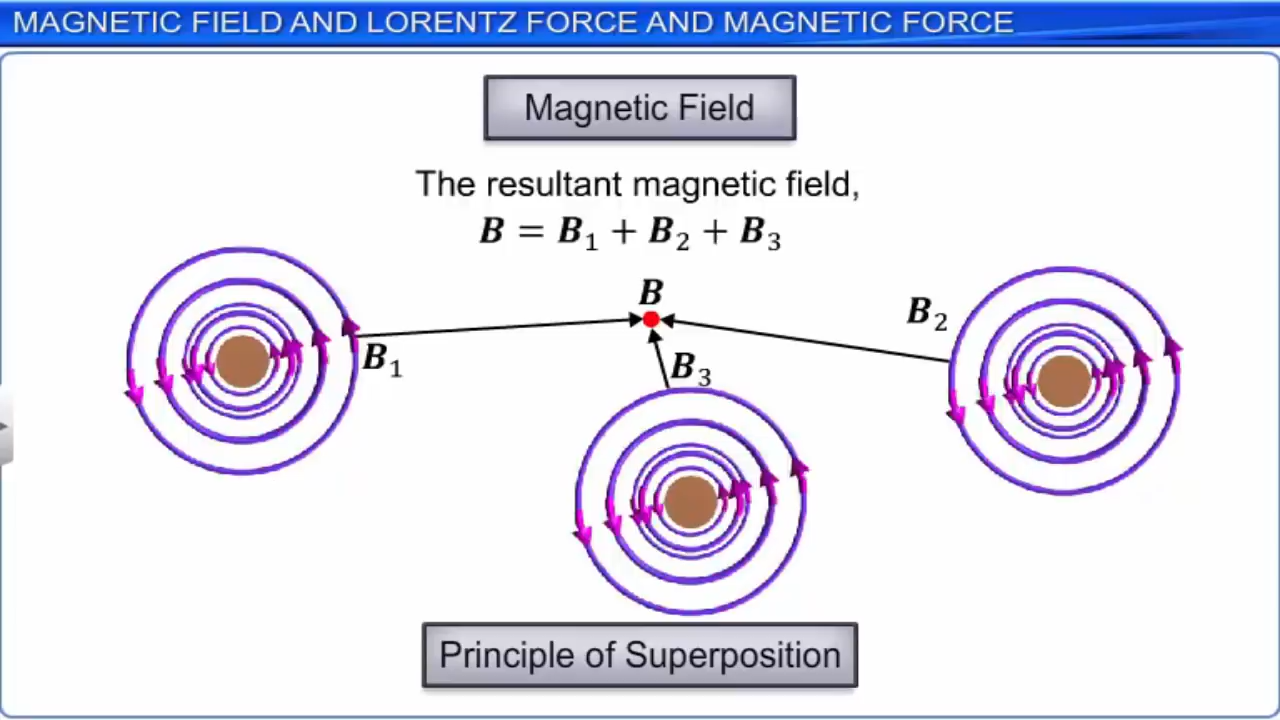 MAGNETIC FIELD AND LORENTZ FORCE AND MAGNETIC FORCE
Magnetic Field
The resultant magnetic field,
B = B₁ + B₂ + B₃
B
B₂
B₁
B₃
Principle of Superposition